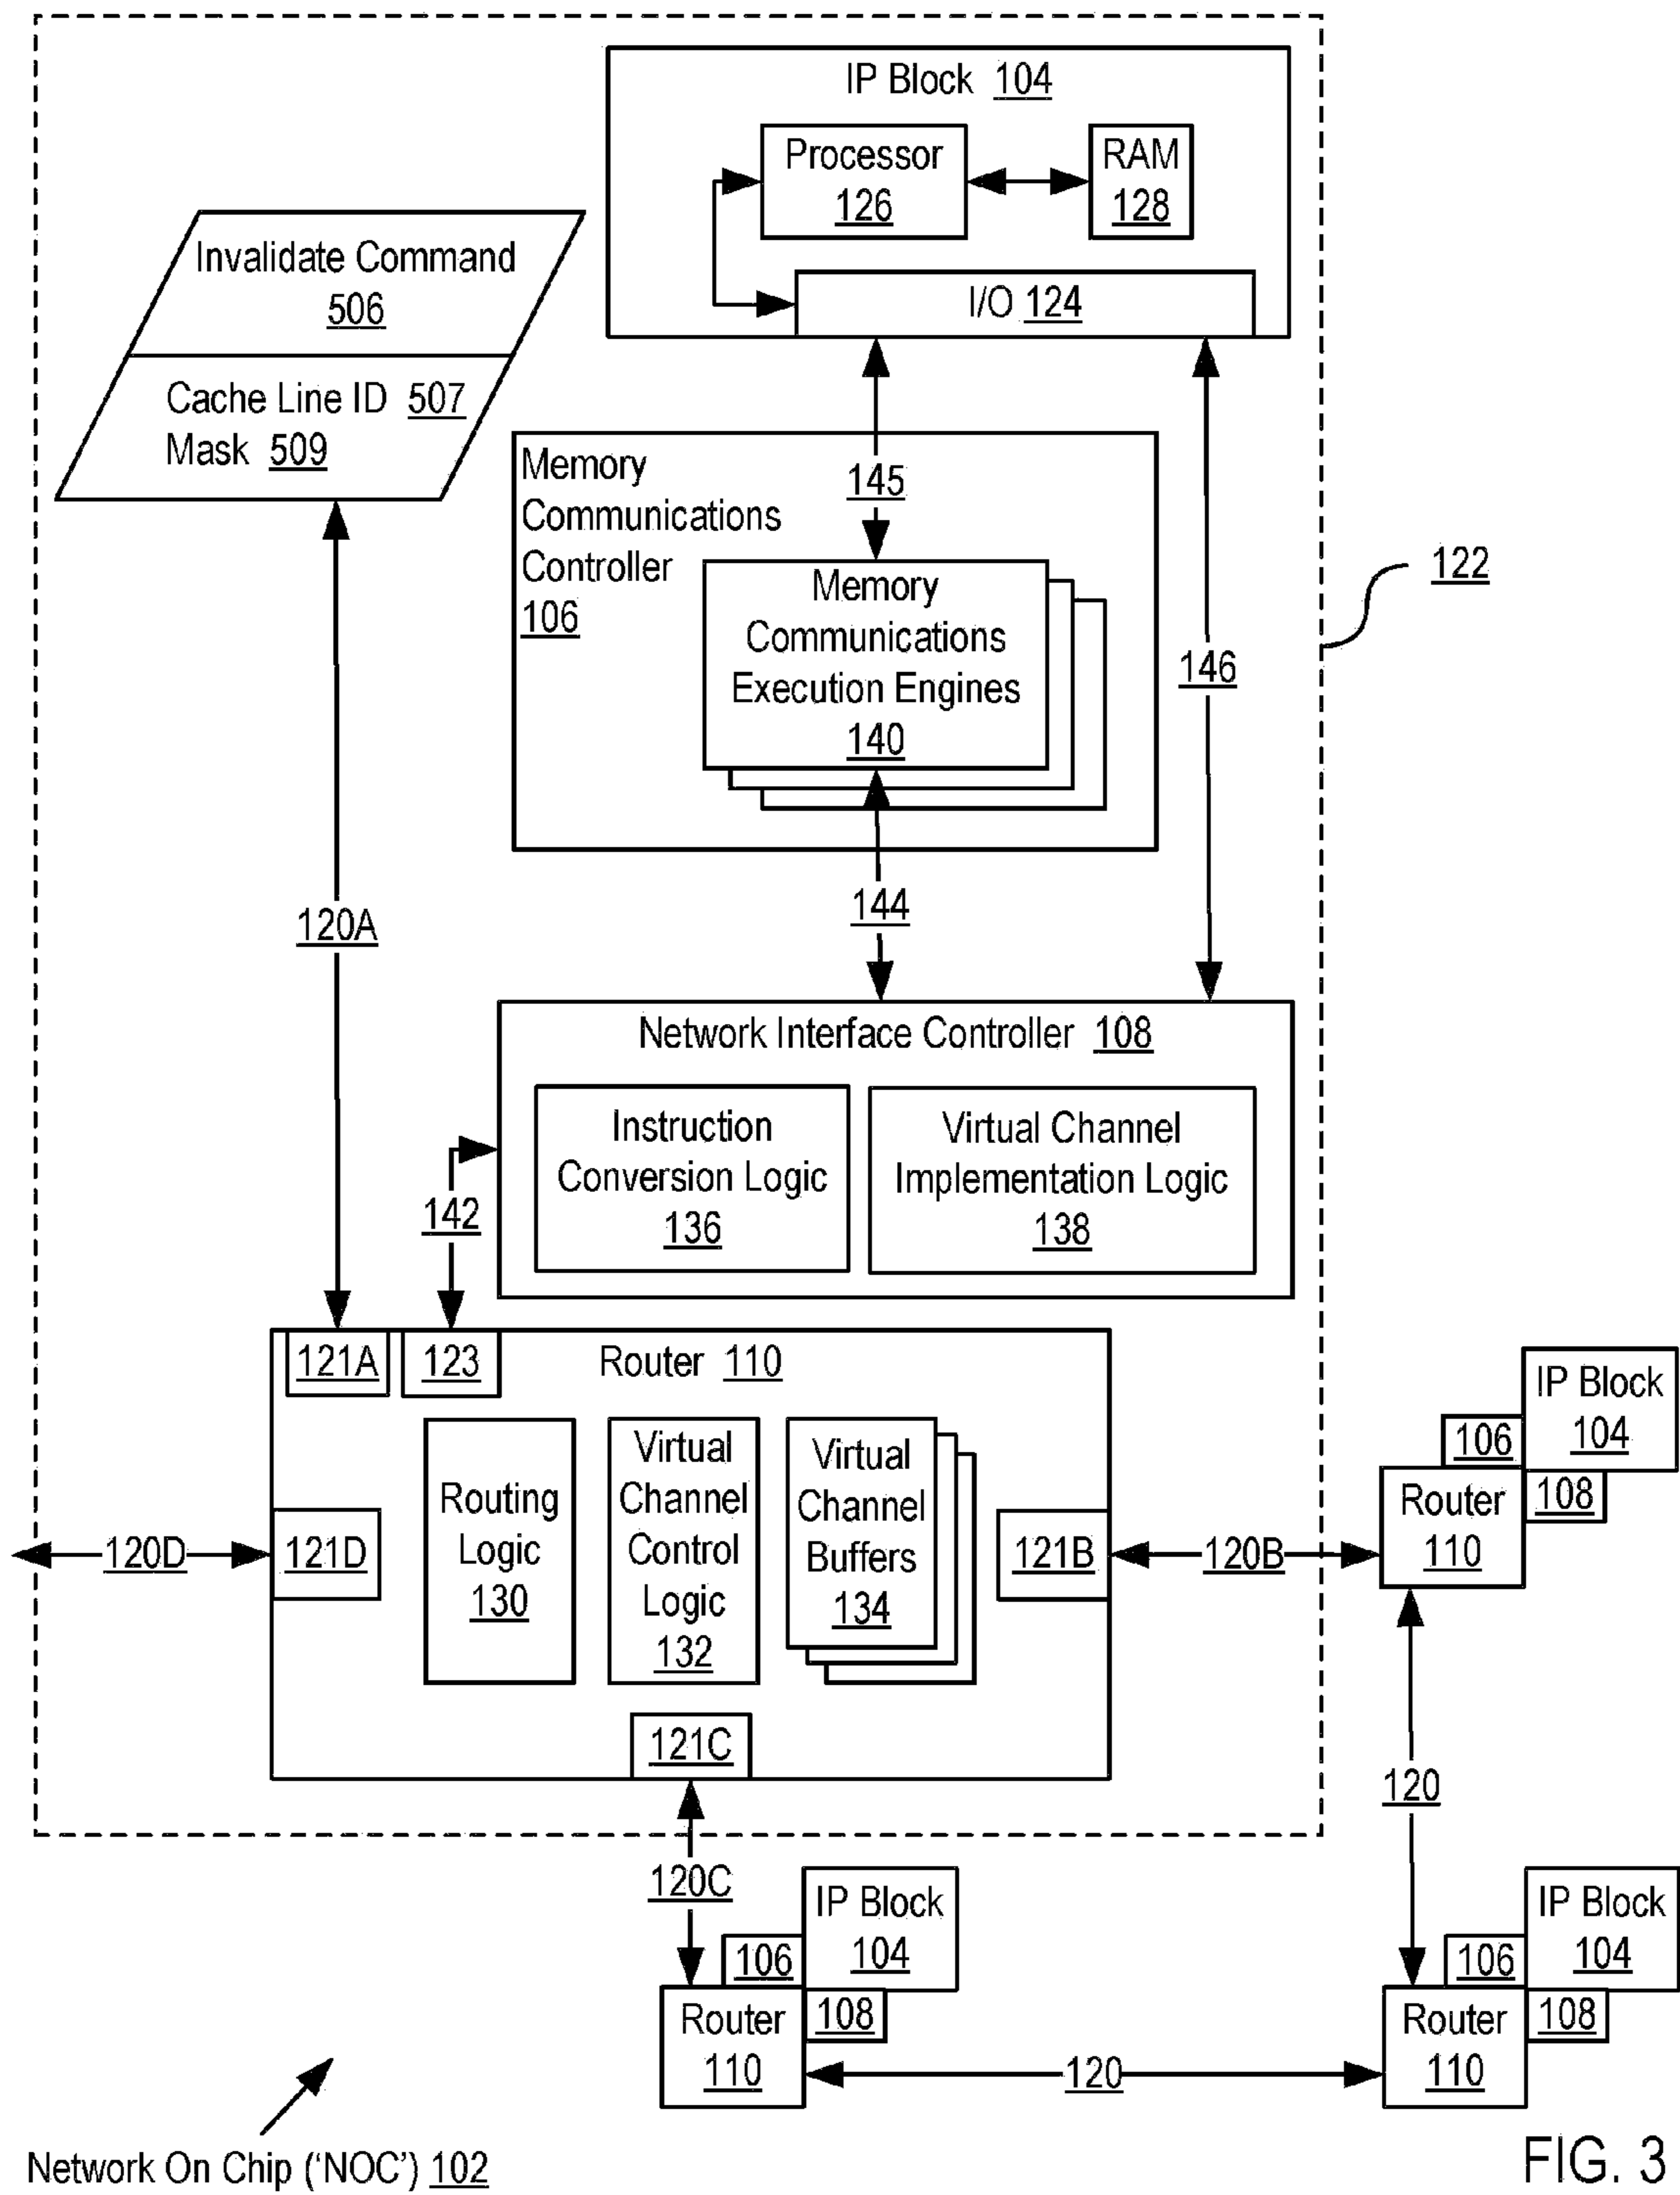 IP Block 104
Processor
126
RAM
128
I/O 124
Invalidate Command
506
Cache Line ID 507
Mask 509
Memory
Communications
Controller
106
145
Memory
Communications
Execution Engines
140
146
122
120A
144
Network Interface Controller 108
Instruction
Conversion Logic
136
Virtual Channel
Implementation Logic
138
142
121A
123
Router 110
Routing
Logic
130
Virtual
Channel
Control
Logic
132
Virtual
Channel
Buffers
134
120D
121D
121B
120B
121C
IP Block
104
106
108
Router
110
120
120C
IP Block
104
106
108
Router
110
120
IP Block
104
106
108
Router
110
Network On Chip (‘NOC’) 102
FIG. 3